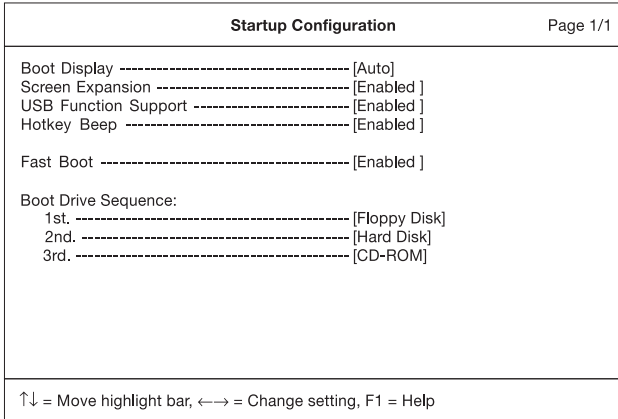 Startup Configuration Page 1/1
Boot Display ------------------------------------ [Auto]
Screen Expansion ------------------------------ [Enabled ]
USB Function Support ------------------------ [Enabled ]
Hotkey Beep ----------------------------------- [Enabled ]
Fast Boot --------------------------------------- [Enabled ]
Boot Drive Sequence:
1st. ------------------------------------------- [Floppy Disk]
2nd. ------------------------------------------ [Hard Disk]
3rd. ------------------------------------------- [CD-ROM]
↑↓ = Move highlight bar, ←→ = Change setting, F1 = Help